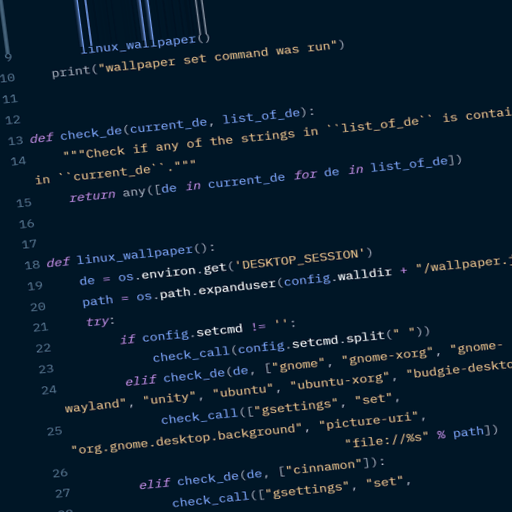 9 linux_wallpaper()
10 print("wallpaper set command was run")
11
12
13 def check_de(current_de, list_of_de):
14 """Check if any of the strings in ``list_of_de`` is contai
in ``current_de``."""
15 return any([de in current_de for de in list_of_de])
16
17
18 def linux_wallpaper():
19 de = os.environ.get('DESKTOP_SESSION')
20 path = os.path.expanduser(config.walldir + "/wallpaper.
21 try:
22 if config.setcmd != '':
23 check_call(config.setcmd.split(" "))
24 elif check_de(de, ["gnome", "gnome-xorg", "gnome-
wayland", "unity", "ubuntu", "ubuntu-xorg", "budgie-deskto
25 check_call(["gsettings", "set",
"org.gnome.desktop.background", "picture-uri",
"file://%s" % path])
26 elif check_de(de, ["cinnamon"]):
27 check_call(["gsettings", "set",